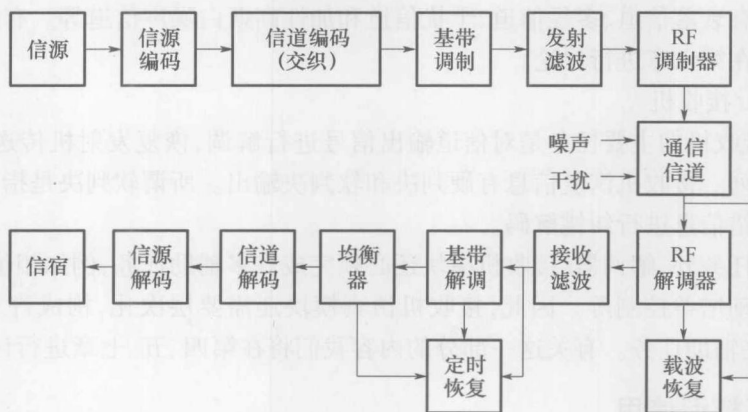 信源
信源
编码
信道编码
(交织)
基带
调制
发射
滤波
RF
调制器
噪声
干扰
通信
信道
信宿
信源
解码
信道
解码
均衡
器
基带
解调
接收
滤波
RF
解调器
定时
恢复
载波
恢复